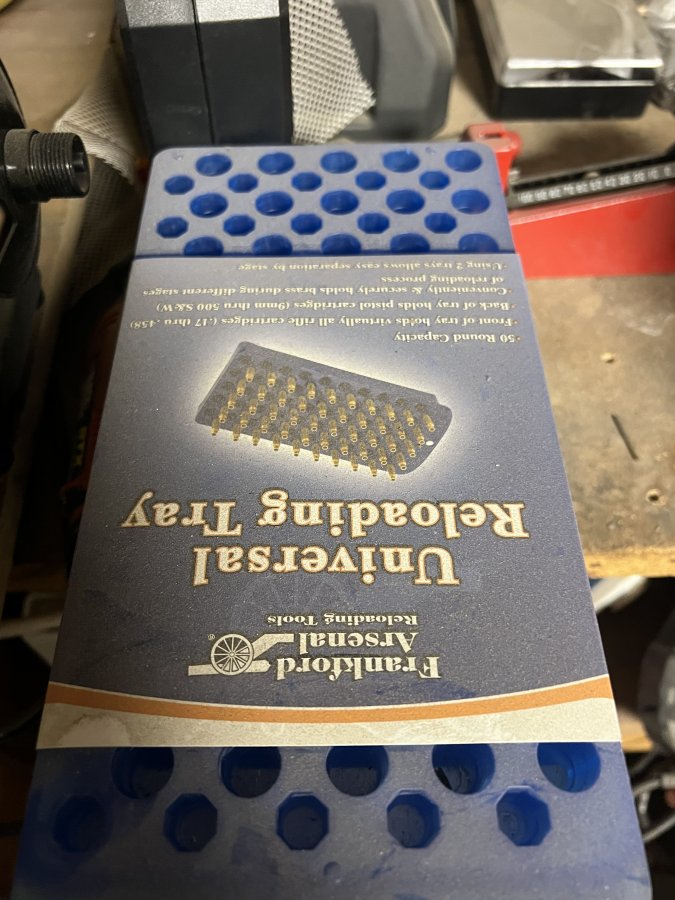 Frankford
Arsenal®
Reloading Tools
Universal
Reloading Tray
·50 Round Capacity
·Front of tray holds virtually all rifle cartridges (.17 thru .458)
·Back of tray holds pistol cartridges (9mm thru 500 S&W)
·Conveniently & securely holds brass during different stages
of reloading process
·Using 2 trays allows easy separation by stage